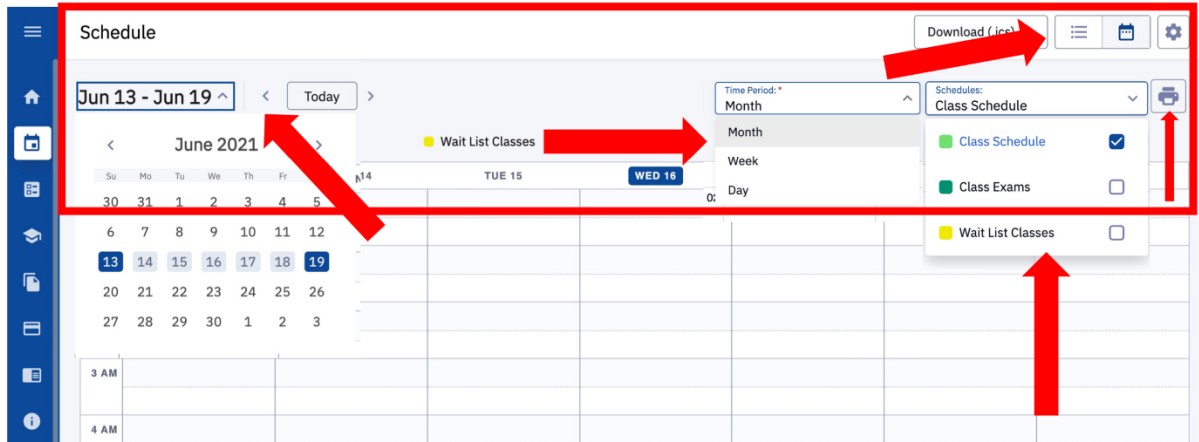 Schedule
Download (.ics)
Jun 13 - Jun 19
Today
Time Period: *
Month
Schedules:
Class Schedule
June 2021
Wait List Classes
Month
Week
Day
Class Schedule
Class Exams
Wait List Classes
Su Mo Tu We Th Fr
14
TUE 15
WED 16
30 31 1 2 3 4 5
6 7 8 9 10 11 12
13 14 15 16 17 18 19
20 21 22 23 24 25 26
27 28 29 30 1 2 3
3 AM
4 AM